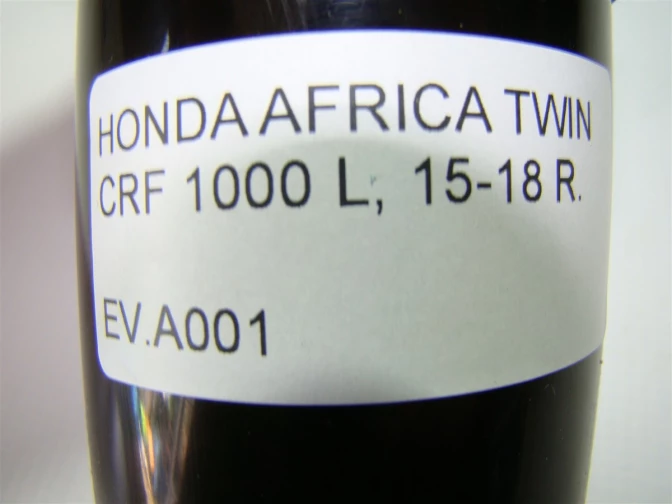 HONDA AFRICA TWIN
CRF 1000 L, 15-18 R.
EV.A001